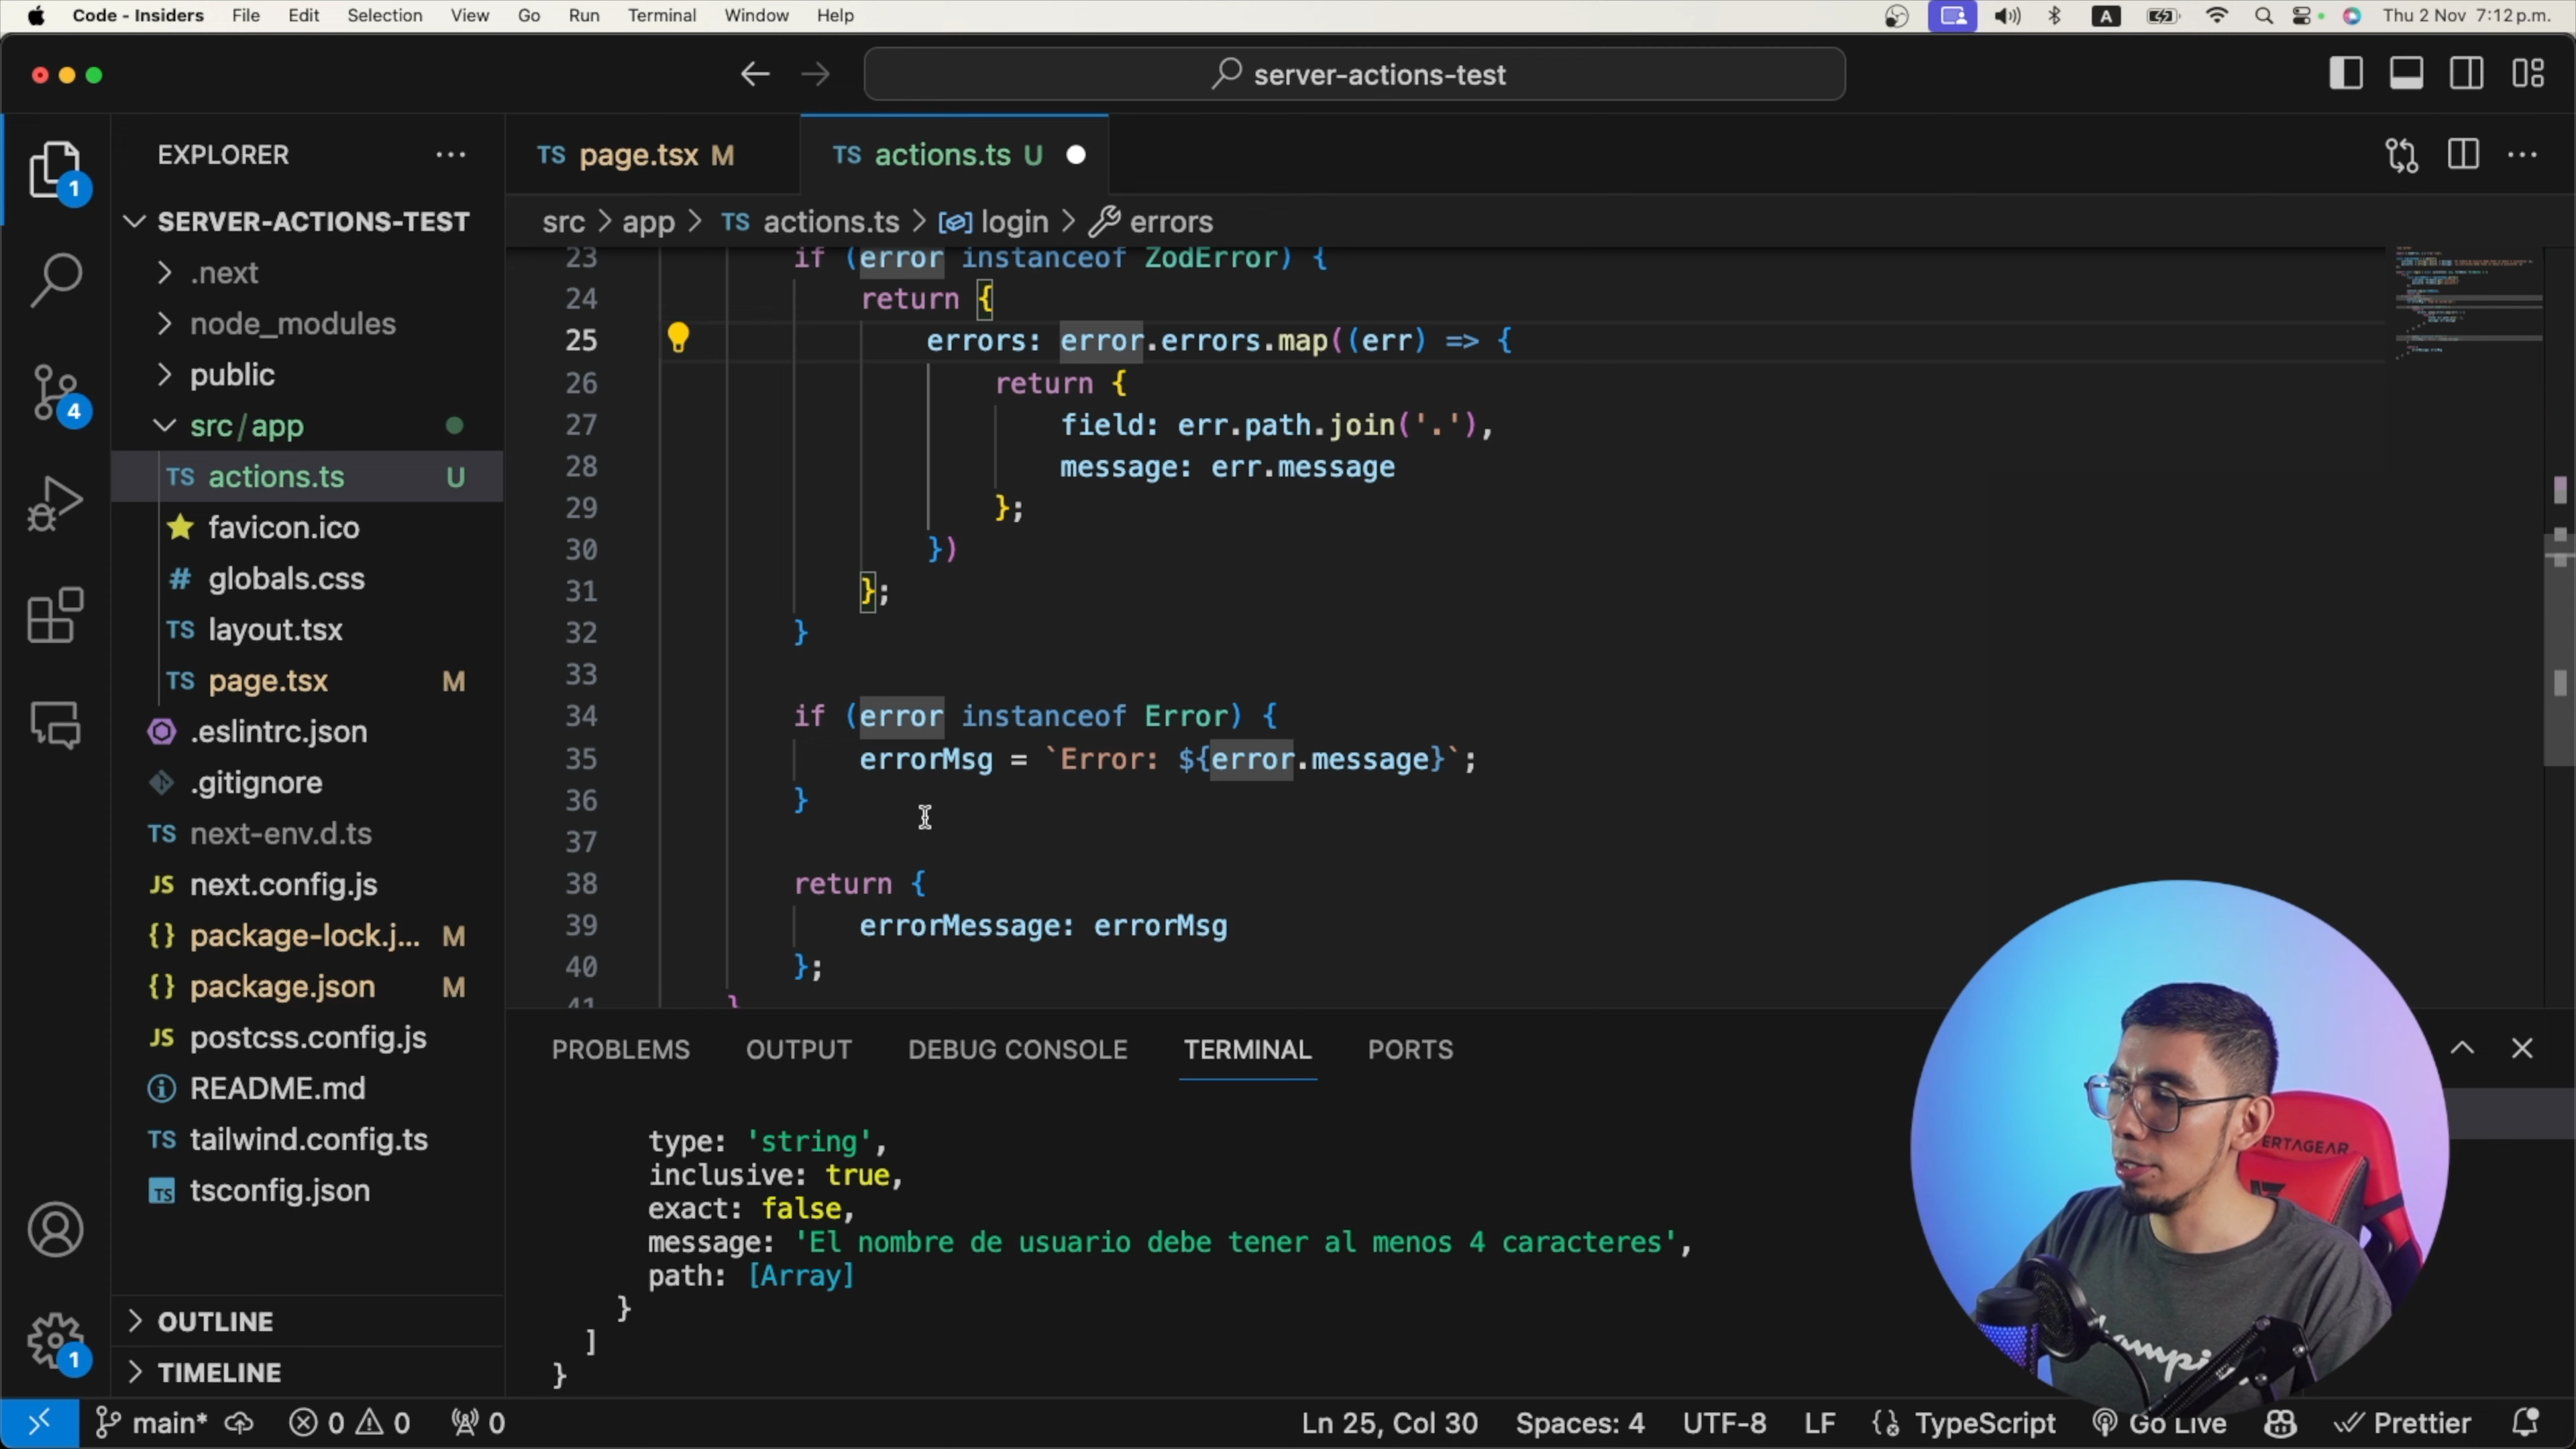 Code - Insiders File Edit Selection View Go Run Terminal Window Help A Thu 2 Nov 7:12 p.m.
server-actions-test
EXPLORER
TS page.tsx M TS actions.ts U
1
SERVER-ACTIONS-TEST
src > app > TS actions.ts > login > errors
.next
node_modules
public
4
src/app
TS actions.ts U
favicon.ico
# globals.css
TS layout.tsx
TS page.tsx M
.eslintrc.json
.gitignore
TS next-env.d.ts
JS next.config.js
{} package-lock.j... M
{} package.json M
JS postcss.config.js
README.md
TS tailwind.config.ts
TS tsconfig.json
OUTLINE
1
TIMELINE
23 if (error instanceof ZodError) {
24 return {
25 errors: error.errors.map((err) => {
26 return {
27 field: err.path.join('.'),
28 message: err.message
29 };
30 })
31 };
32 }
33
34 if (error instanceof Error) {
35 errorMsg = `Error: ${error.message}`;
36 }
37
38 return {
39 errorMessage: errorMsg
40 };
41 }
PROBLEMS OUTPUT DEBUG CONSOLE TERMINAL PORTS
type: 'string',
inclusive: true,
exact: false,
message: 'El nombre de usuario debe tener al menos 4 caracteres',
path: [Array]
}
]
}
ERTAGEAR
main* 0 0 0 Ln 25, Col 30 Spaces: 4 UTF-8 LF {} TypeScript Go Live Prettier